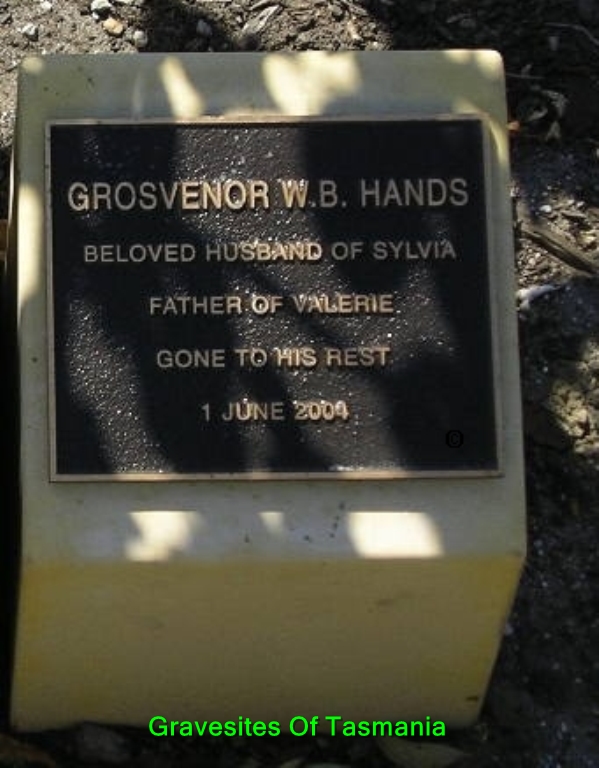 GROSVENOR W.B. HANDS
BELOVED HUSBAND OF SYLVIA
FATHER OF VALERIE
GONE TO HIS REST
1 JUNE 2004
©
Gravesites Of Tasmania